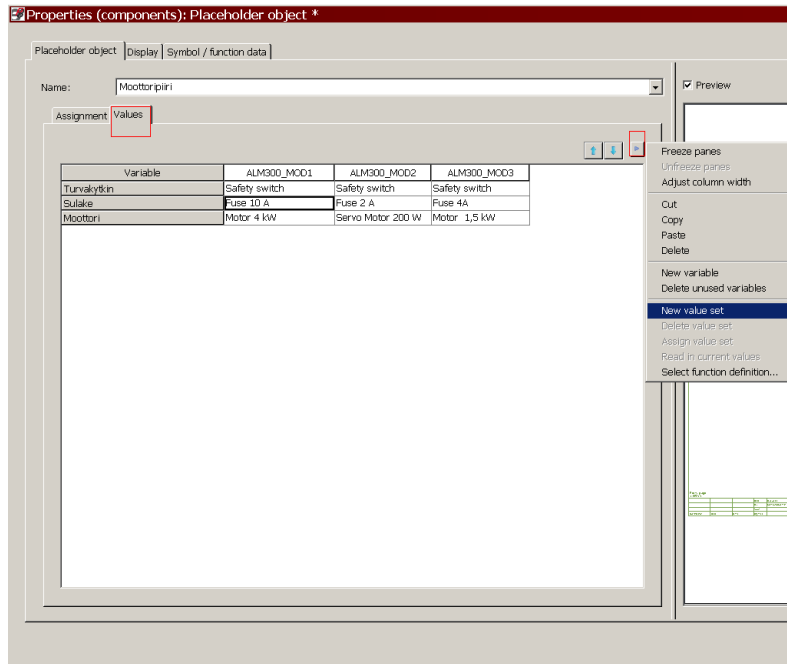 Properties (components): Placeholder object *
Placeholder object Display Symbol / function data
Name: Moottoripiiri
Preview
Assignment Values
Variable ALM300_MOD1 ALM300_MOD2 ALM300_MOD3
Turvakytkin Safety switch Safety switch Safety switch
Sulake Fuse 10 A Fuse 2 A Fuse 4A
Moottori Motor 4 kW Servo Motor 200 W Motor 1,5 kW
Freeze panes
Unfreeze panes
Adjust column width
Cut
Copy
Paste
Delete
New variable
Delete unused variables
New value set
Delete value set
Assign value set
Read in current values
Select function definition...